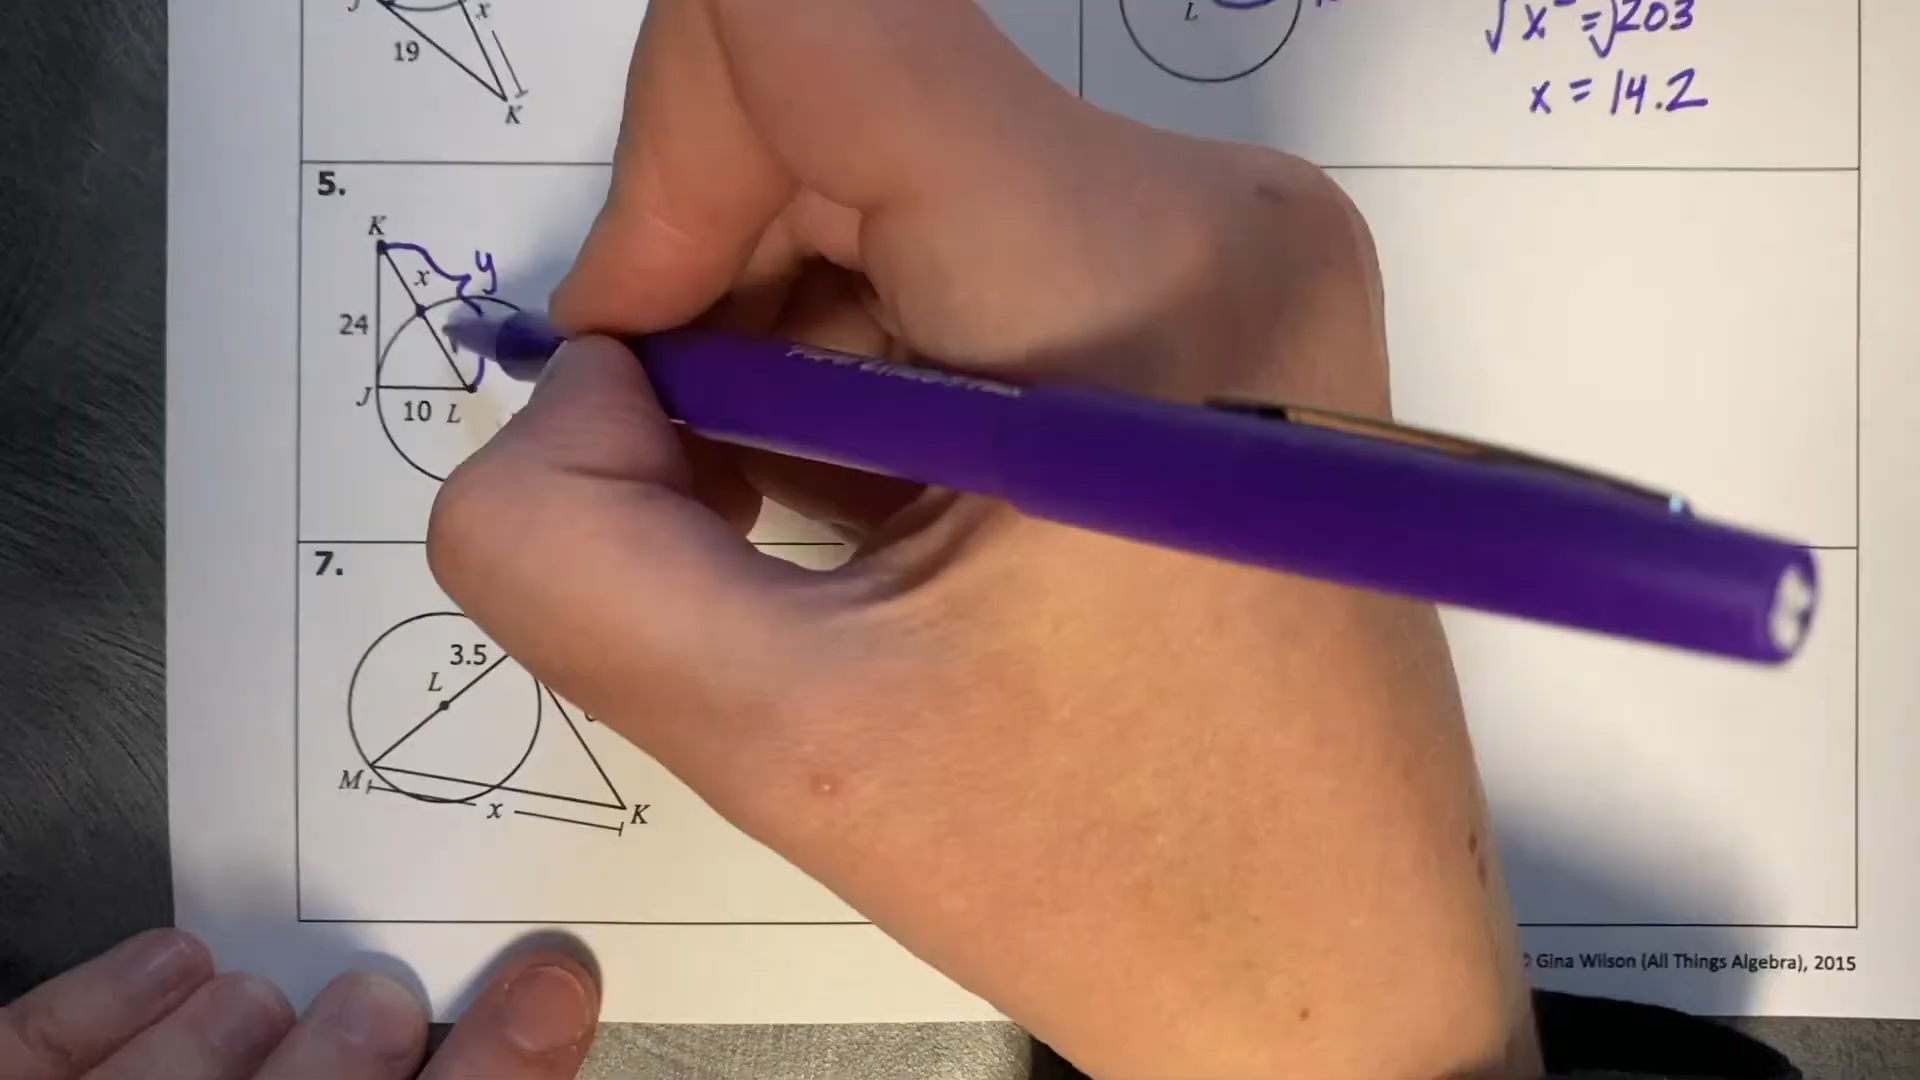 J
x
19
K
L
√x² = √203
x = 14.2
5.
K
x
y
24
J
10
L
7.
3.5
L
M
x
K
Gina Wilson (All Things Algebra), 2015